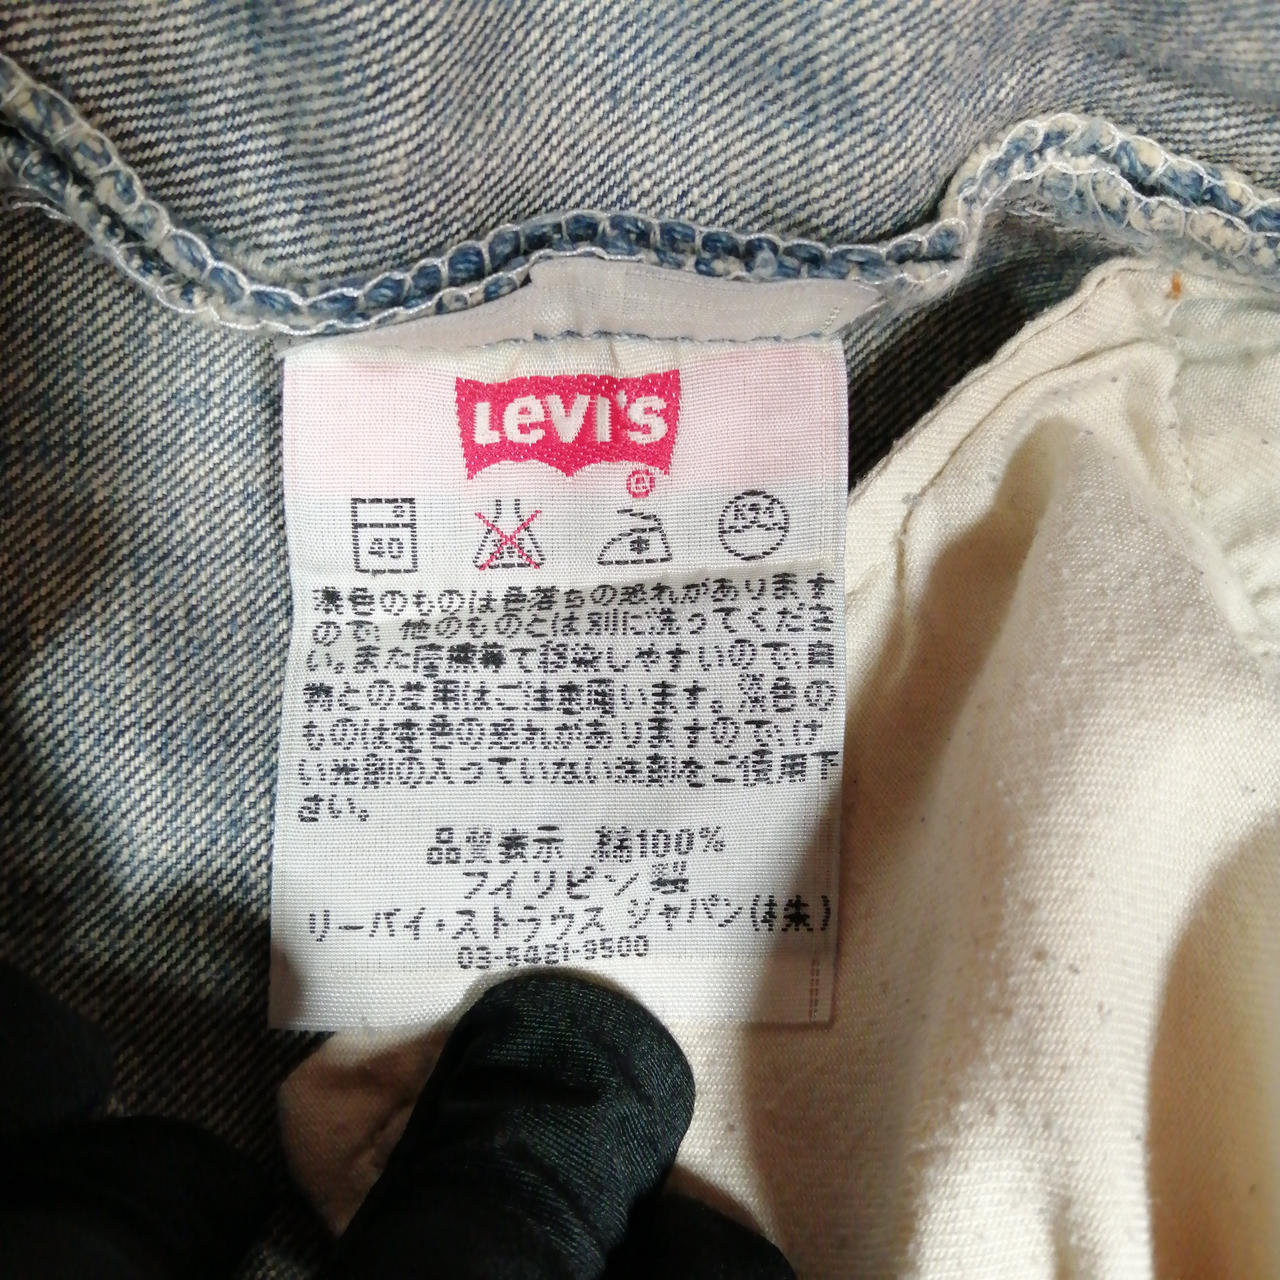 LEVI'S
®
40
濃色のものは色落ちの恐れがあります
ので、他のものとは別に洗ってくださ
い。また摩擦等で移染しやすいので、着
物との着用はご注意願います。淡色の
ものは変色の恐れがありますので、け
い光剤の入っていない洗剤をご使用下
さい。
品質表示 綿100%
フィリピン製
リーバイ・ストラウス ジャパン(株)
03-5421-3500